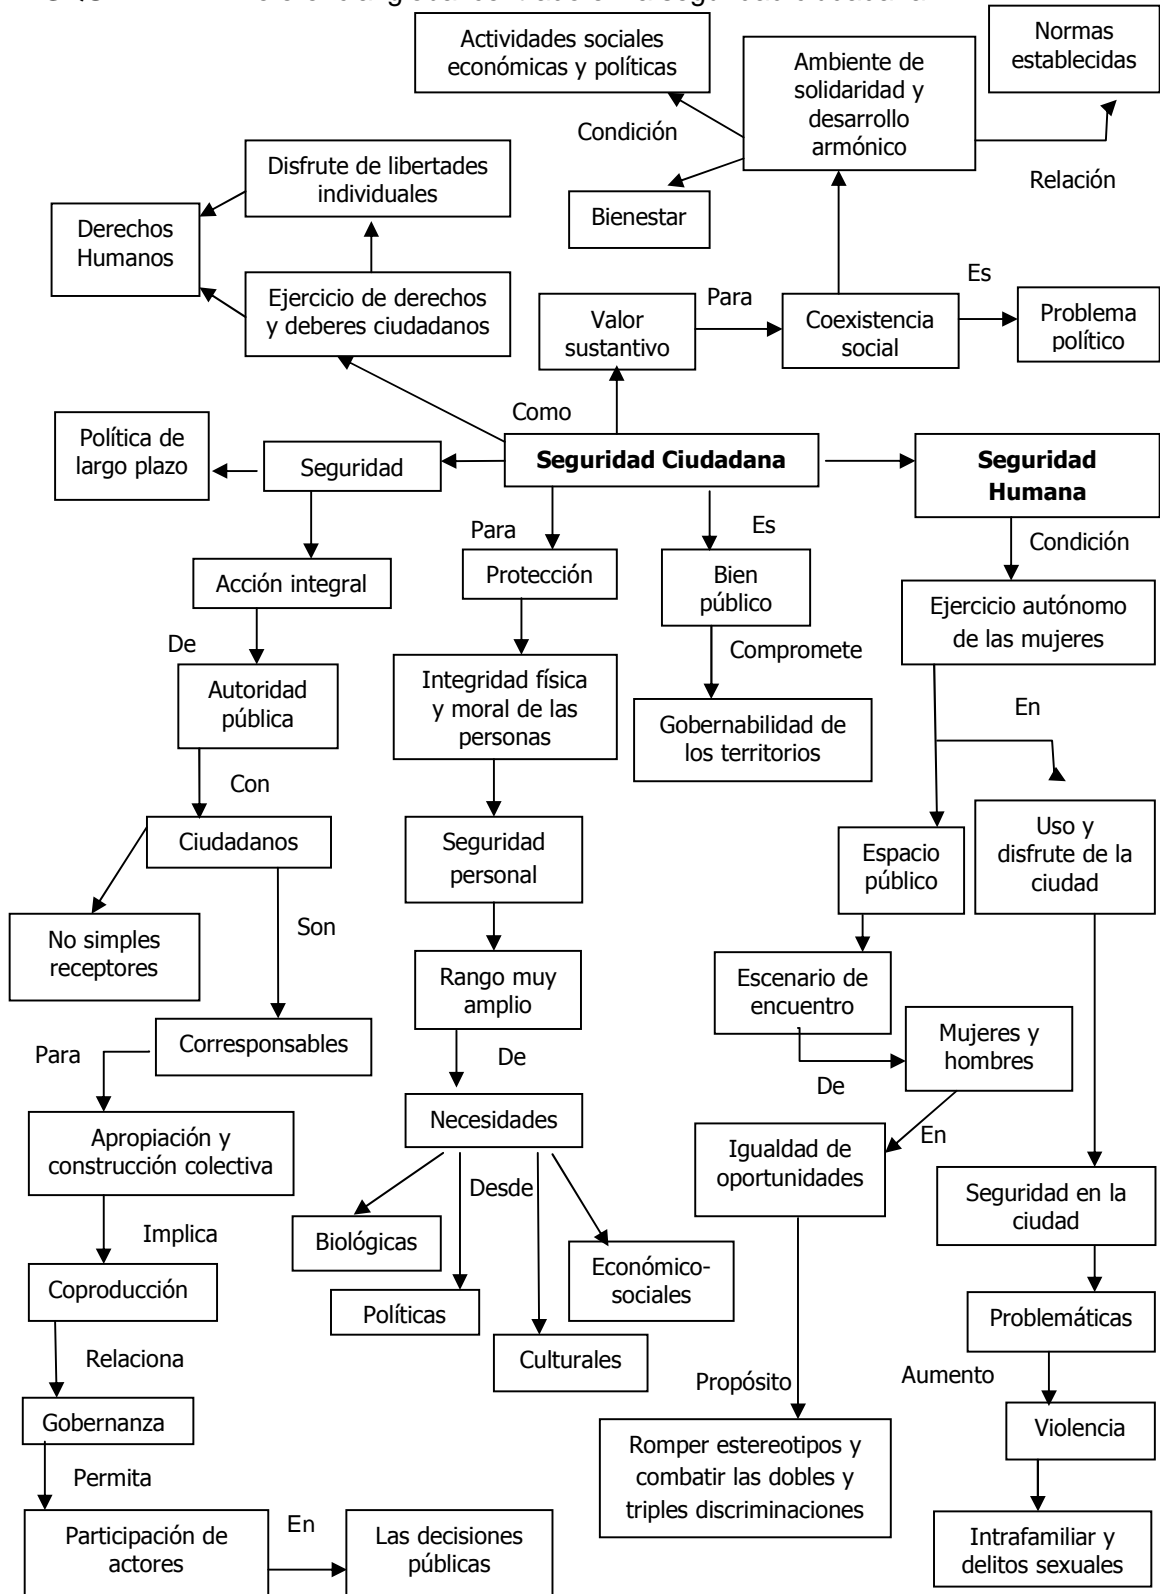 Actividades sociales
económicas y políticas
Ambiente de
solidaridad y
desarrollo
armónico
Normas
establecidas
Condición
Relación
Disfrute de libertades
individuales
Derechos
Humanos
Bienestar
Ejercicio de derechos
y deberes ciudadanos
Valor
sustantivo
Para
Coexistencia
social
Es
Problema
político
Como
Política de
largo plazo
Seguridad
Seguridad Ciudadana
Seguridad
Humana
Para
Es
Condición
Acción integral
Protección
Bien
público
Ejercicio autónomo
de las mujeres
De
Compromete
Autoridad
pública
Integridad física
y moral de las
personas
Gobernabilidad de
los territorios
En
Con
Ciudadanos
Seguridad
personal
Espacio
público
Uso y
disfrute de la
ciudad
No simples
receptores
Son
Rango muy
amplio
Escenario de
encuentro
Corresponsables
Para
De
De
Mujeres y
hombres
Apropiación y
construcción colectiva
Necesidades
Igualdad de
oportunidades
En
Desde
Seguridad en la
ciudad
Implica
Biológicas
Económico-
sociales
Coproducción
Políticas
Culturales
Problemáticas
Relaciona
Propósito
Aumento
Gobernanza
Violencia
Romper estereotipos y
combatir las dobles y
triples discriminaciones
Permita
Participación de
actores
En
Las decisiones
públicas
Intrafamiliar y
delitos sexuales